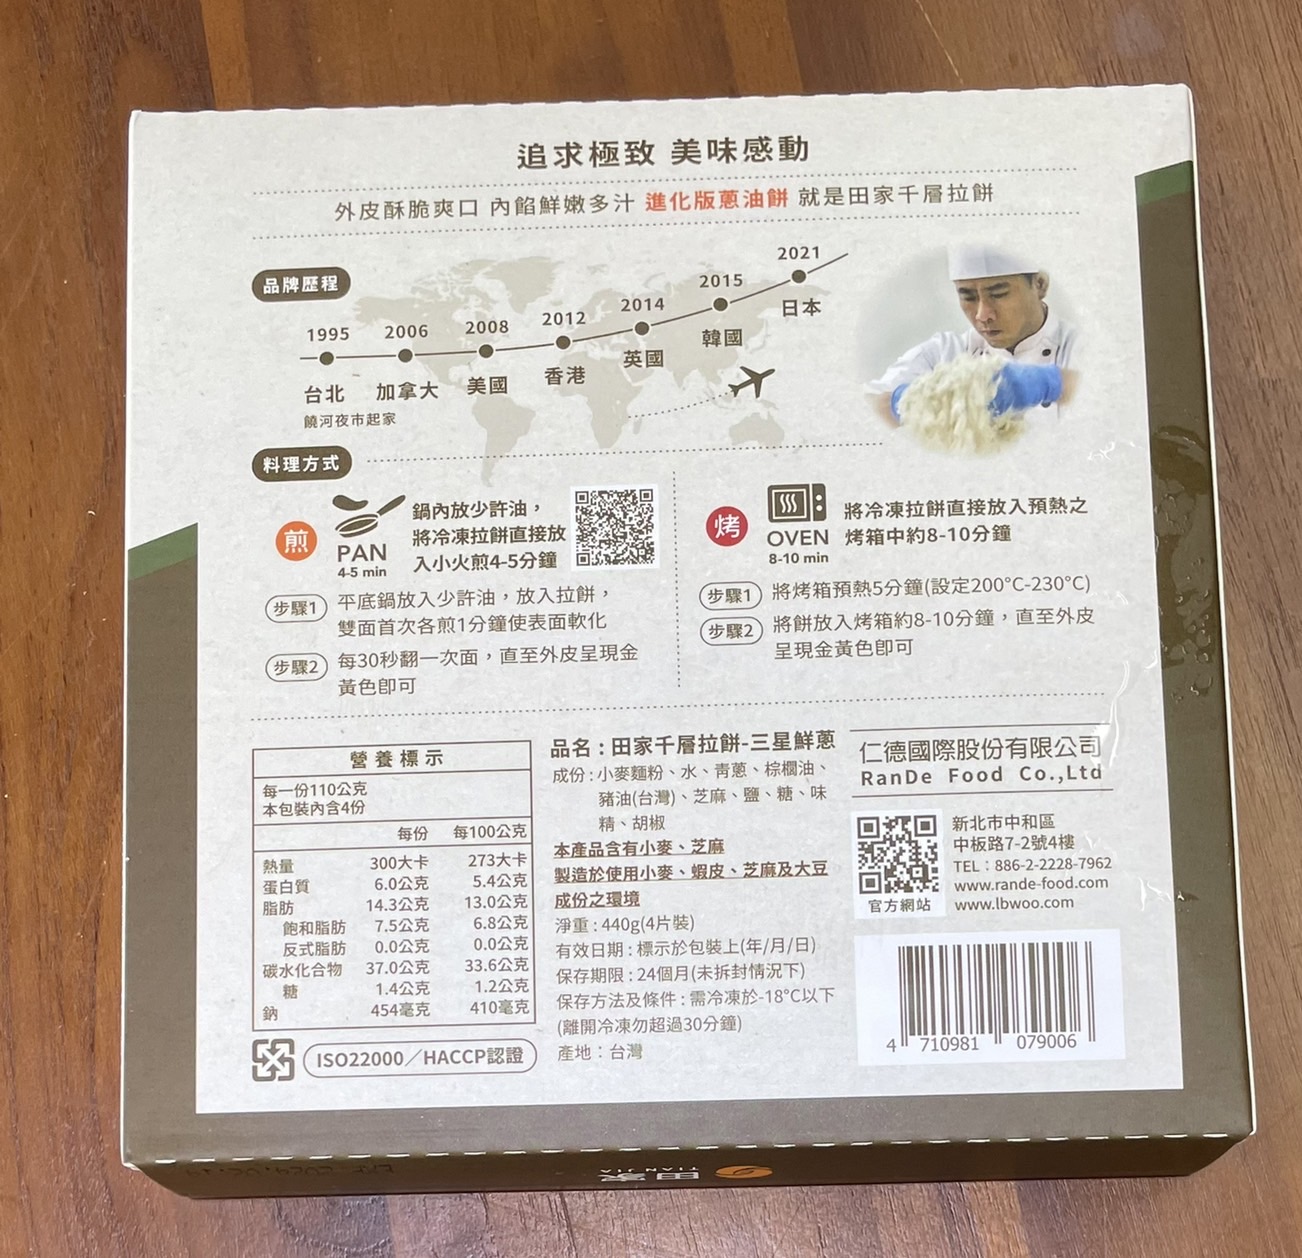 追求極致 美味感動
外皮酥脆爽口 內餡鮮嫩多汁 進化版蔥油餅 就是田家千層拉餅
品牌歷程
1995
2006
2008
2012
2014
2015
2021
台北
加拿大
美國
香港
英國
韓國
日本
饒河夜市起家
料理方式
煎
PAN
4-5 min
鍋內放少許油，
將冷凍拉餅直接放
入小火煎4-5分鐘
步驟1 平底鍋放入少許油，放入拉餅，
雙面首次各煎1分鐘使表面軟化
步驟2 每30秒翻一次面，直至外皮呈現金
黃色即可
烤
OVEN
8-10 min
將冷凍拉餅直接放入預熱之
烤箱中約8-10分鐘
步驟1 將烤箱預熱5分鐘(設定200°C-230°C)
步驟2 將餅放入烤箱約8-10分鐘，直至外皮
呈現金黃色即可
營養標示
每一份110公克
本包裝內含4份
每份 每100公克
熱量 300大卡 273大卡
蛋白質 6.0公克 5.4公克
脂肪 14.3公克 13.0公克
飽和脂肪 7.5公克 6.8公克
反式脂肪 0.0公克 0.0公克
碳水化合物 37.0公克 33.6公克
糖 1.4公克 1.2公克
鈉 454毫克 410毫克
ISO22000／HACCP認證
品名：田家千層拉餅-三星鮮蔥
成份：小麥麵粉、水、青蔥、棕櫚油、
豬油(台灣)、芝麻、鹽、糖、味
精、胡椒
本產品含有小麥、芝麻
製造於使用小麥、蝦皮、芝麻及大豆
成份之環境
淨重：440g(4片裝)
有效日期：標示於包裝上(年/月/日)
保存期限：24個月(未拆封情況下)
保存方法及條件：需冷凍於-18°C以下
(離開冷凍勿超過30分鐘)
產地：台灣
仁德國際股份有限公司
RanDe Food Co.,Ltd
官方網站
新北市中和區
中板路7-2號4樓
TEL：886-2-2228-7962
www.rande-food.com
www.lbwoo.com
4 710981 079006
田家
TIAN JIA